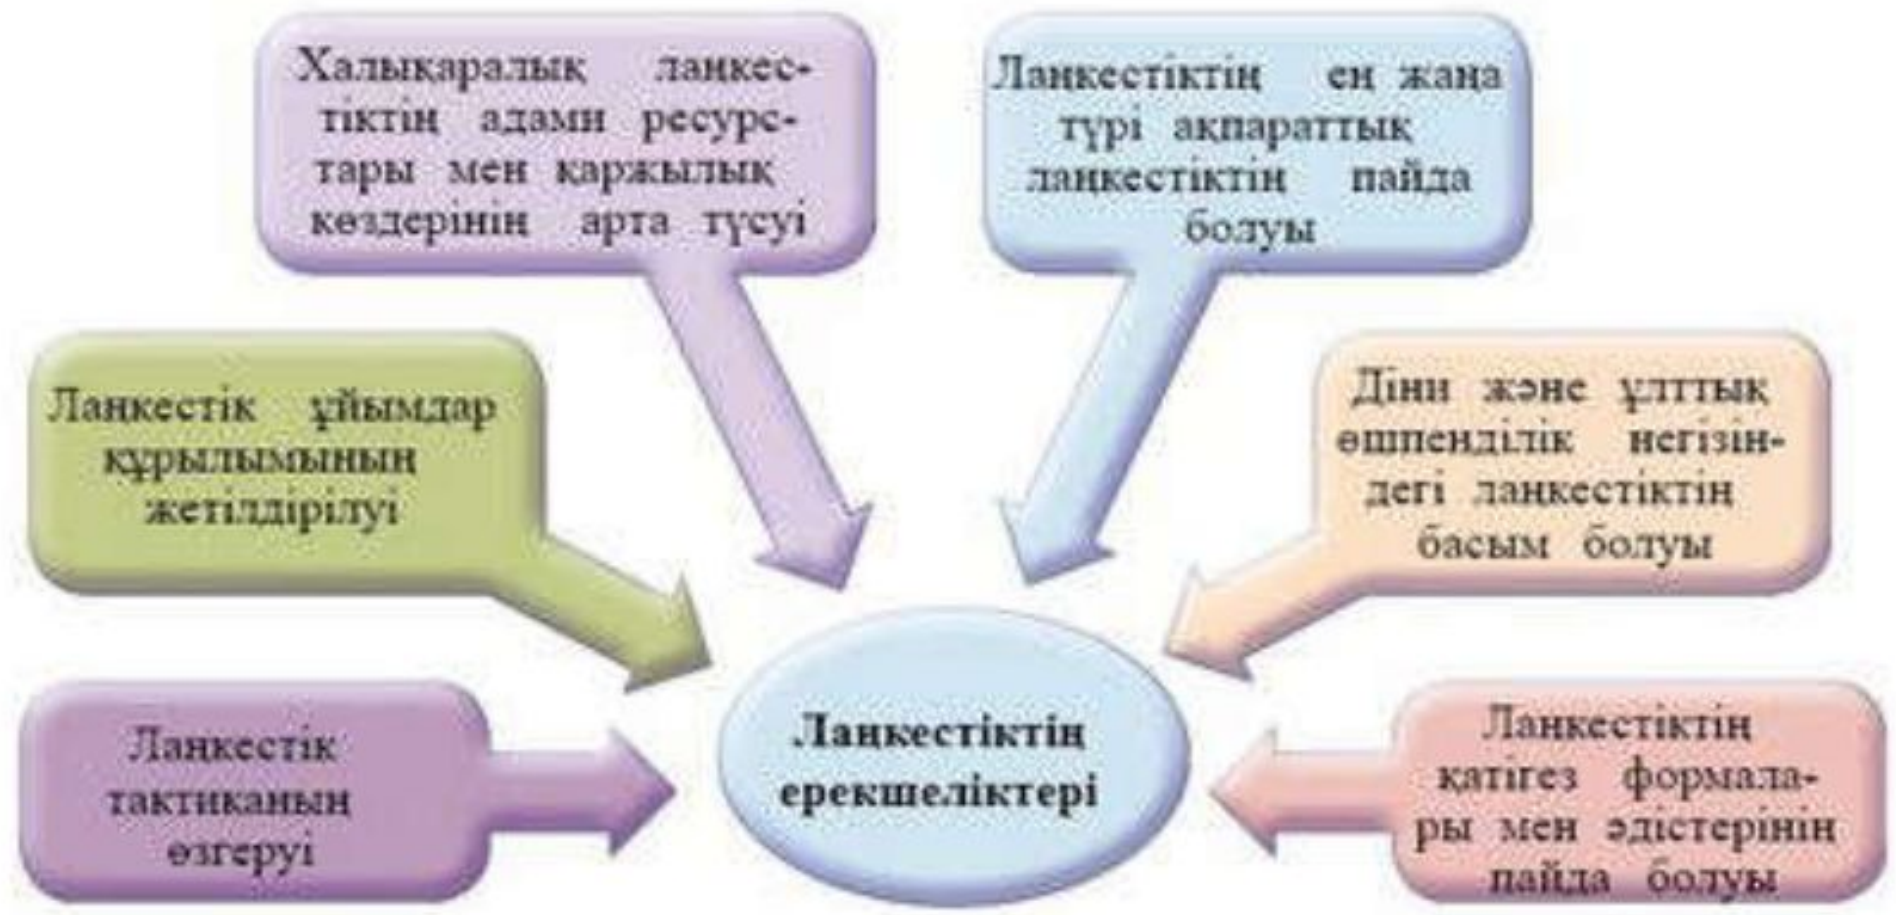 Халықаралық лаңкес-
тіктің адами ресурс-
тары мен қаржылық
көздерінің арта түсуі
Лаңкестіктің ең жаңа
түрі ақпараттық
лаңкестіктің пайда
болуы
Лаңкестік ұйымдар
құрылымының
жетілдірілуі
Діни және ұлттық
өшпенділік негізін-
дегі лаңкестіктің
басым болуы
Лаңкестік
тактиканың
өзгеруі
Лаңкестіктің
ерекшеліктері
Лаңкестіктің
қатігез формала-
ры мен әдістерінің
пайда болуы